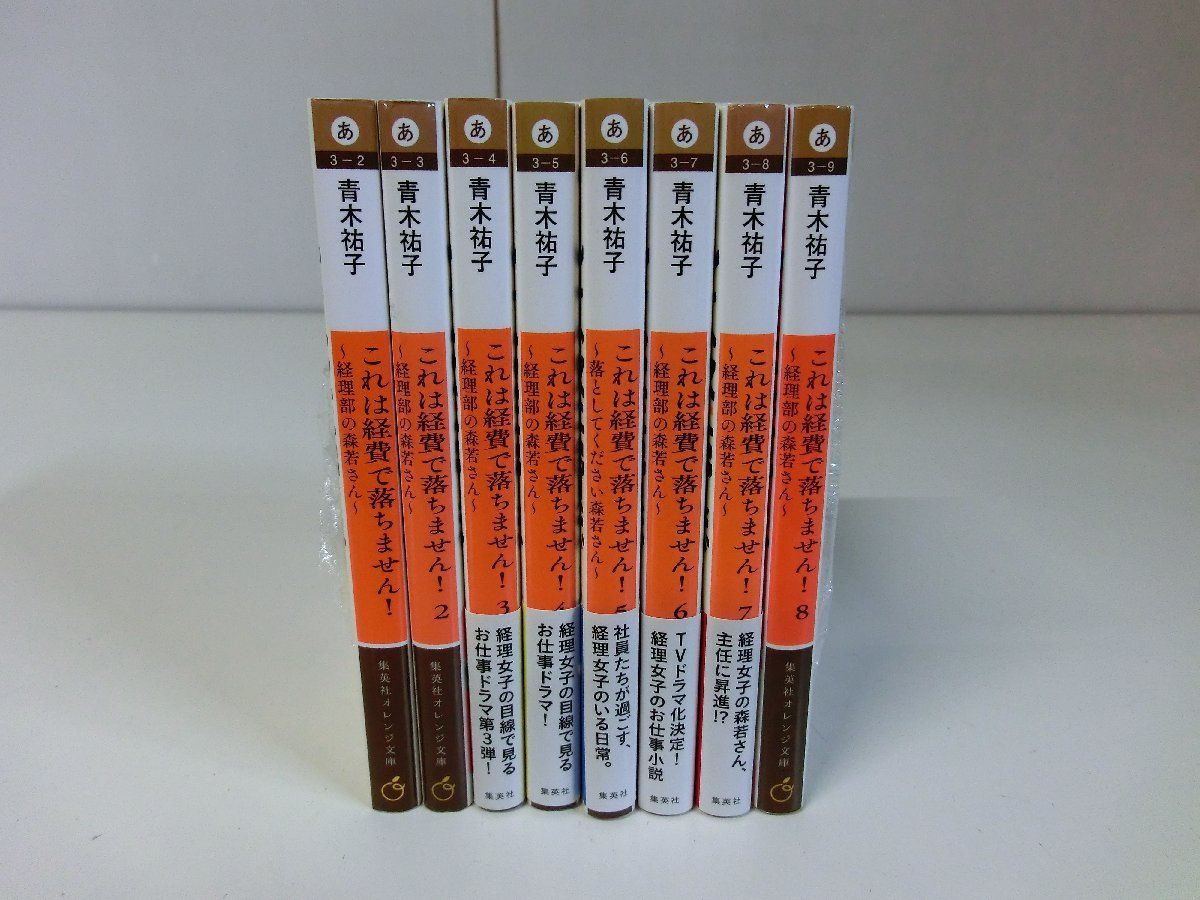 あ
3-2
青木祐子
これは経費で落ちません!
~経理部の森若さん~
集英社オレンジ文庫
あ
3-3
青木祐子
これは経費で落ちません! 2
~経理部の森若さん~
集英社オレンジ文庫
あ
3-4
青木祐子
これは経費で落ちません! 3
~経理部の森若さん~
経理女子の目線で見る
お仕事ドラマ第3弾!
集英社
あ
3-5
青木祐子
これは経費で落ちません! 4
~経理部の森若さん~
経理女子の目線で見る
お仕事ドラマ!
集英社
あ
3-6
青木祐子
これは経費で落ちません! 5
~落としてください森若さん~
社員たちが過ごす、
経理女子のいる日常。
集英社
あ
3-7
青木祐子
これは経費で落ちません! 6
~経理部の森若さん~
TVドラマ化決定!
経理女子のお仕事小説
集英社
あ
3-8
青木祐子
これは経費で落ちません! 7
~経理部の森若さん~
経理女子の森若さん、
主任に昇進!?
集英社
あ
3-9
青木祐子
これは経費で落ちません! 8
~経理部の森若さん~
集英社オレンジ文庫